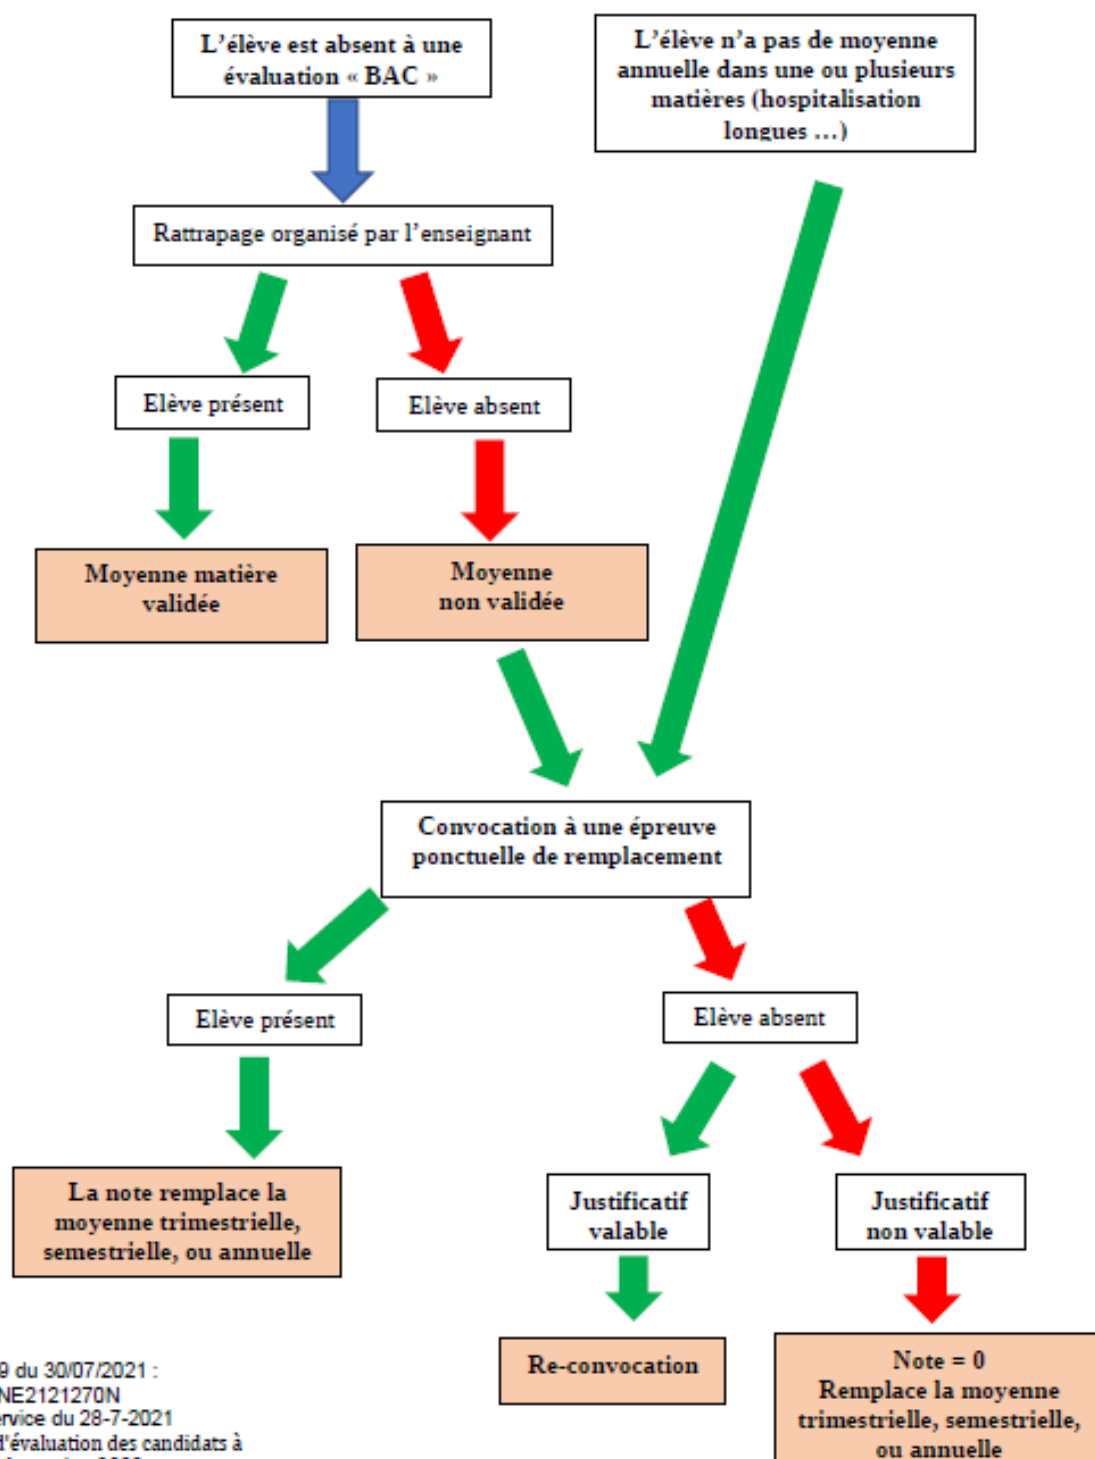 L'élève est absent à une
évaluation « BAC »
L'élève n'a pas de moyenne
annuelle dans une ou plusieurs
matières (hospitalisation
longues …)
Rattrapage organisé par l'enseignant
Elève présent
Elève absent
Moyenne matière
validée
Moyenne
non validée
Convocation à une épreuve
ponctuelle de remplacement
Elève présent
Elève absent
La note remplace la
moyenne trimestrielle,
semestrielle, ou annuelle
Justificatif
valable
Justificatif
non valable
Re-convocation
Note = 0
Remplace la moyenne
trimestrielle, semestrielle,
ou annuelle
9 du 30/07/2021 :
NE2121270N
ervice du 28-7-2021
d'évaluation des candidats à